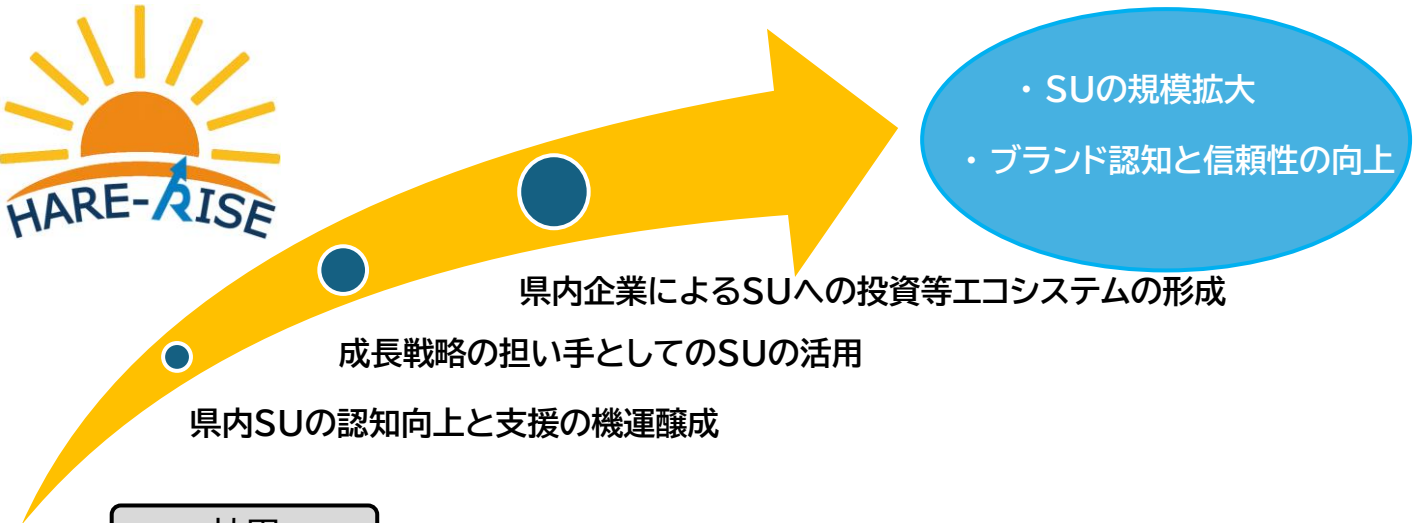 HARE-RISE
・ SUの規模拡大
・ ブランド認知と信頼性の向上
県内企業によるSUへの投資等エコシステムの形成
成長戦略の担い手としてのSUの活用
県内SUの認知向上と支援の機運醸成